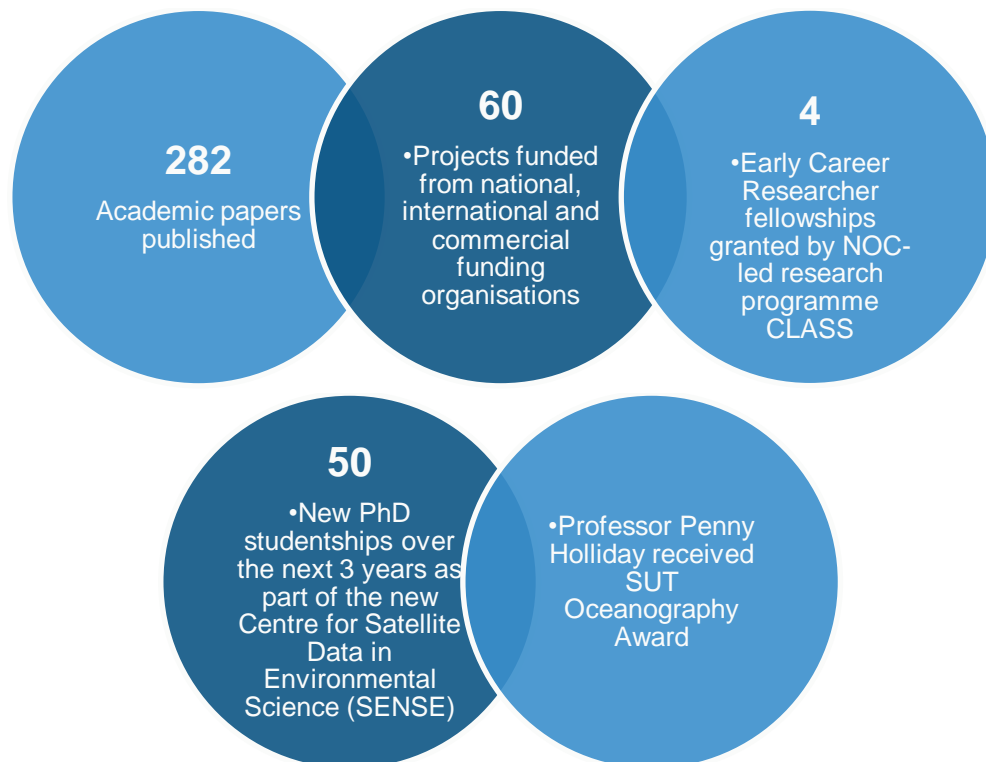 282
Academic papers
published
60
•Projects funded
from national,
international and
commercial
funding
organisations
4
•Early Career
Researcher
fellowships
granted by NOC-
led research
programme
CLASS
50
•New PhD
studentships over
the next 3 years as
part of the new
Centre for Satellite
Data in
Environmental
Science (SENSE)
•Professor Penny
Holliday received
SUT
Oceanography
Award